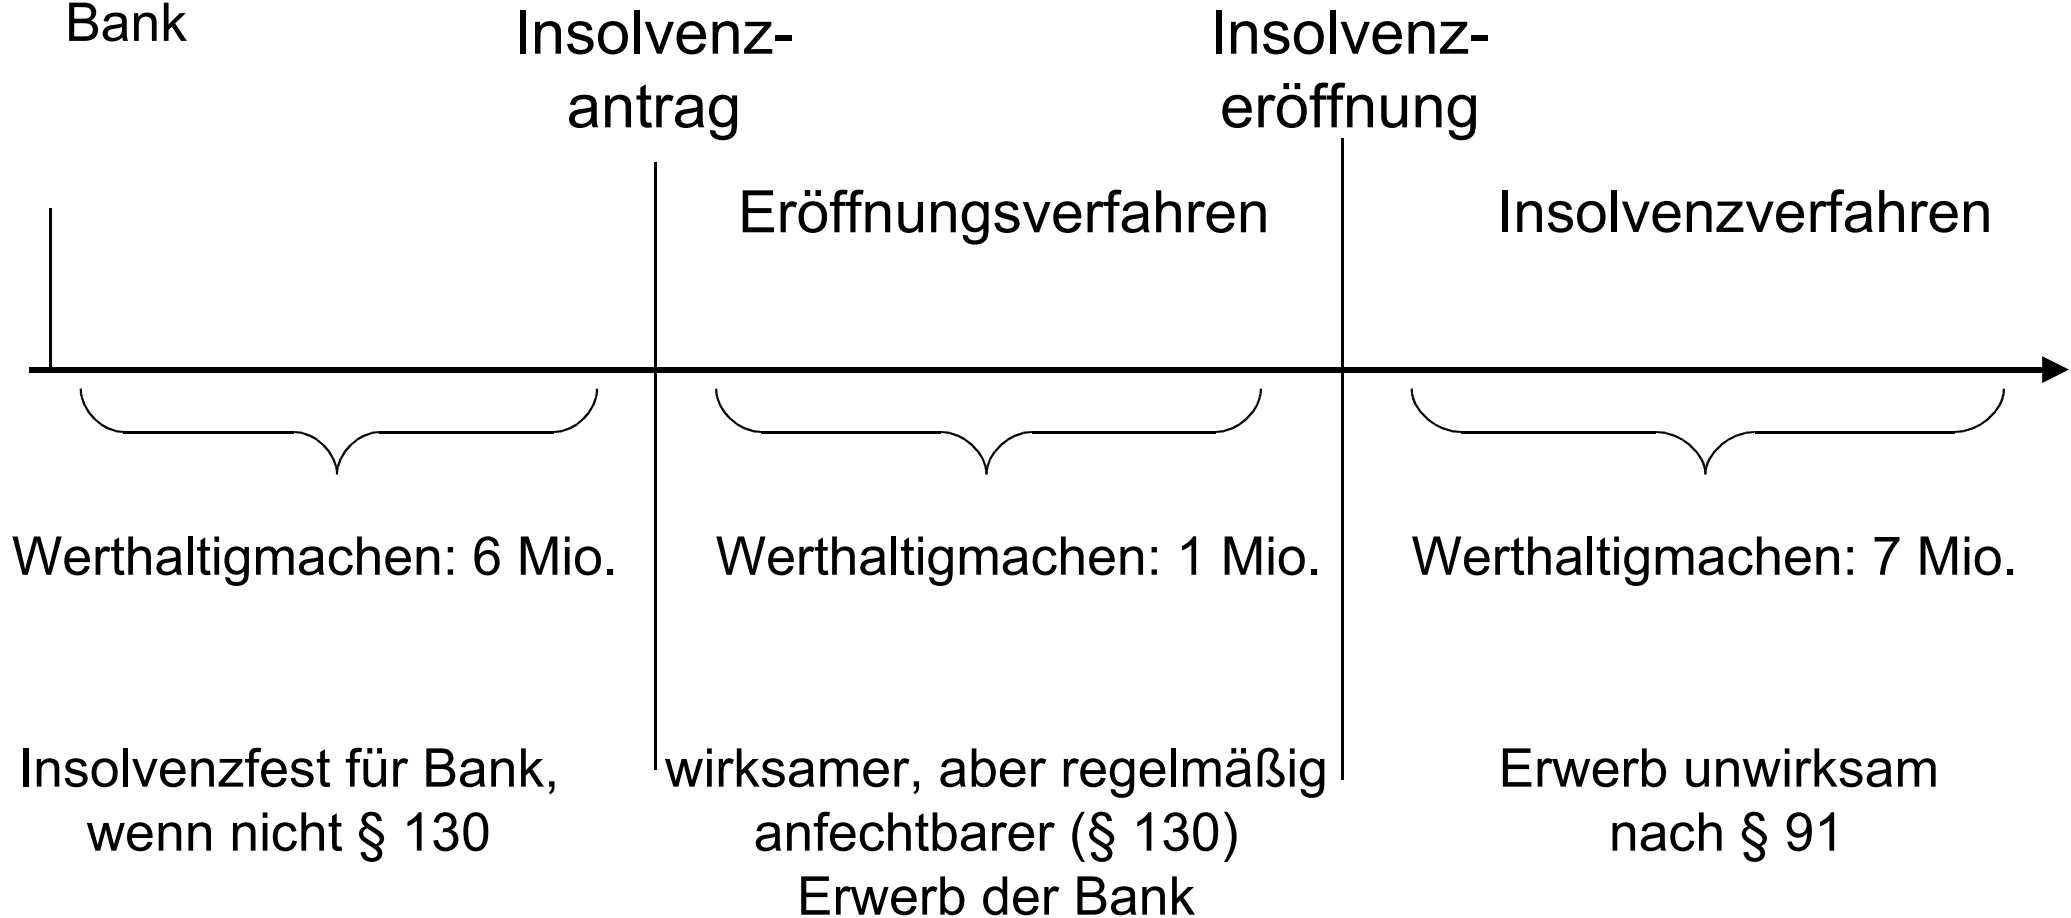 Bank
Insolvenz-
antrag
Insolvenz-
eröffnung
Eröffnungsverfahren
Insolvenzverfahren
Werthaltigmachen: 6 Mio.
Werthaltigmachen: 1 Mio.
Werthaltigmachen: 7 Mio.
Insolvenzfest für Bank,
wenn nicht § 130
wirksamer, aber regelmäßig
anfechtbarer (§ 130)
Erwerb der Bank
Erwerb unwirksam
nach § 91